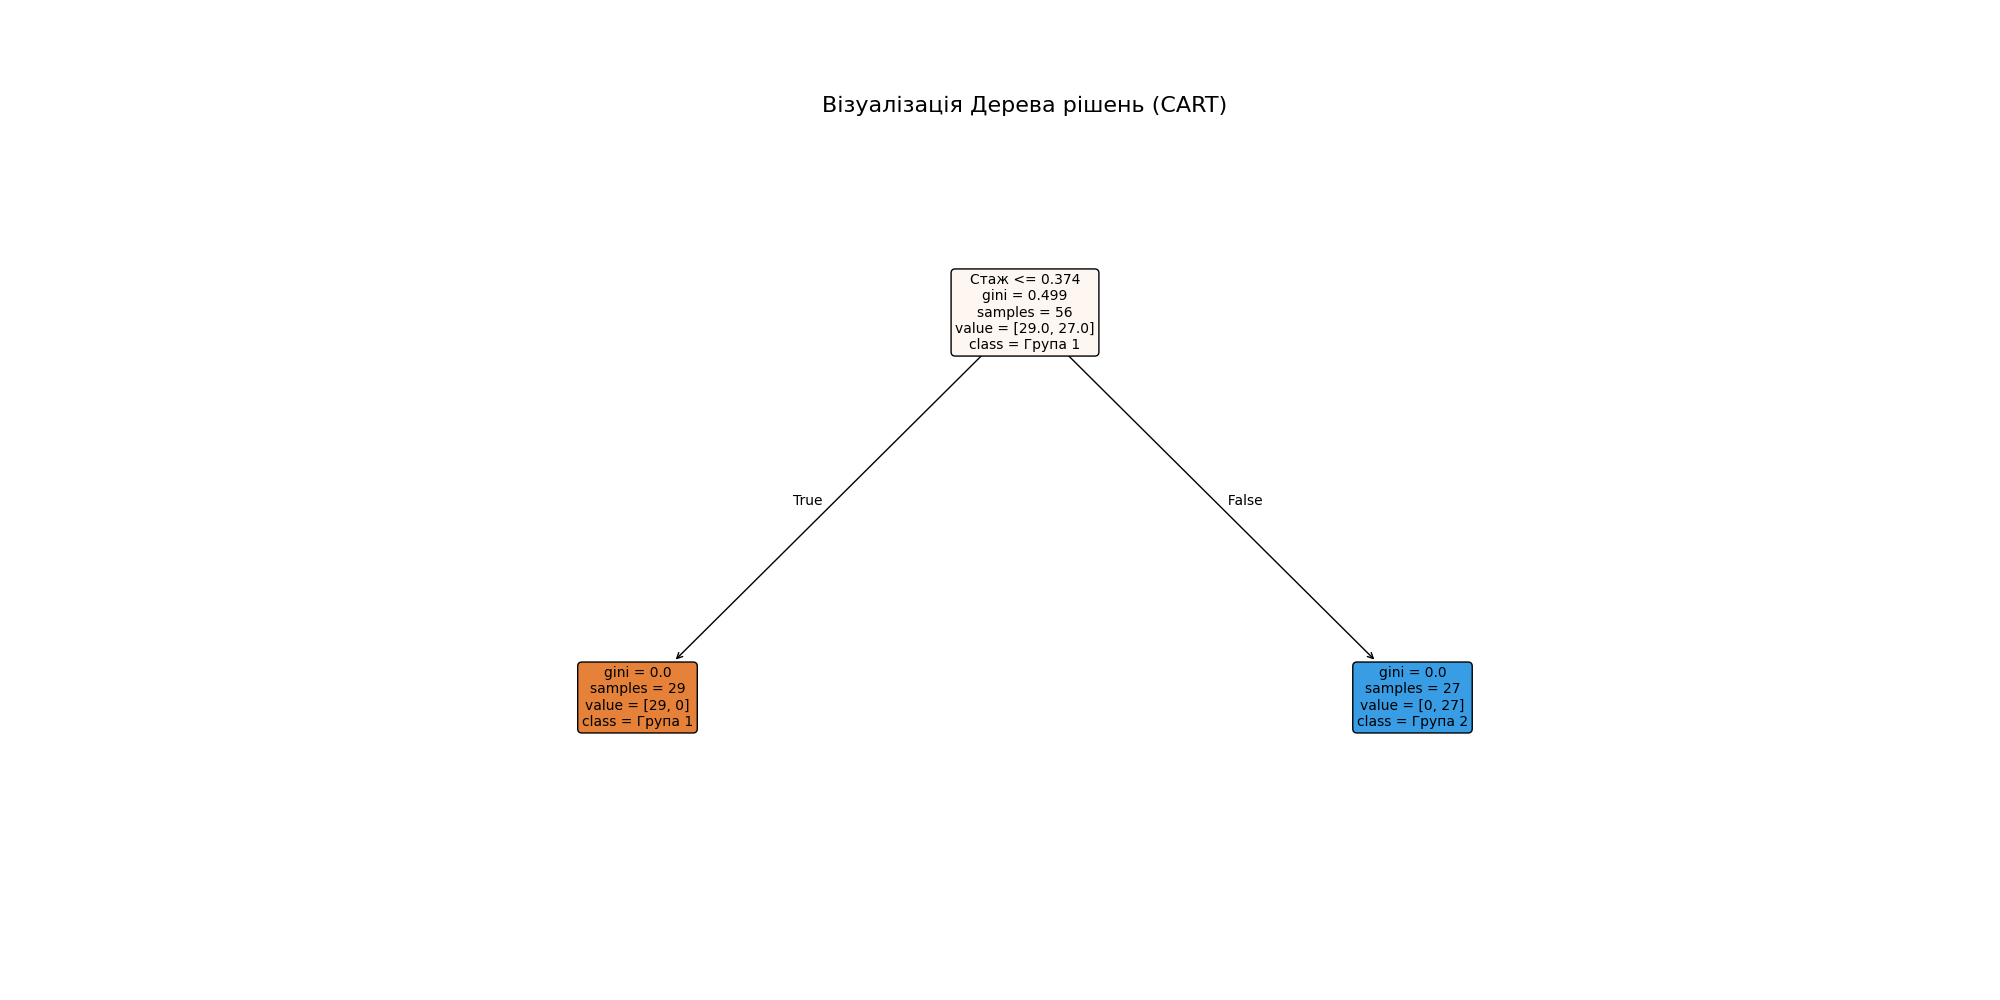 Візуалізація Дерева рішень (CART)
Стаж <= 0.374
gini = 0.499
samples = 56
value = [29.0, 27.0]
class = Група 1
True
False
gini = 0.0
samples = 29
value = [29, 0]
class = Група 1
gini = 0.0
samples = 27
value = [0, 27]
class = Група 2